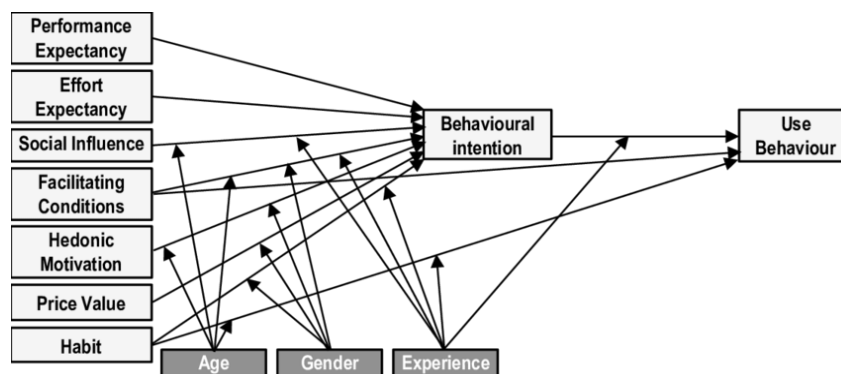 Performance
Expectancy
Effort
Expectancy
Social Influence
Facilitating
Conditions
Hedonic
Motivation
Price Value
Habit
Behavioural
intention
Use
Behaviour
Age
Gender
Experience